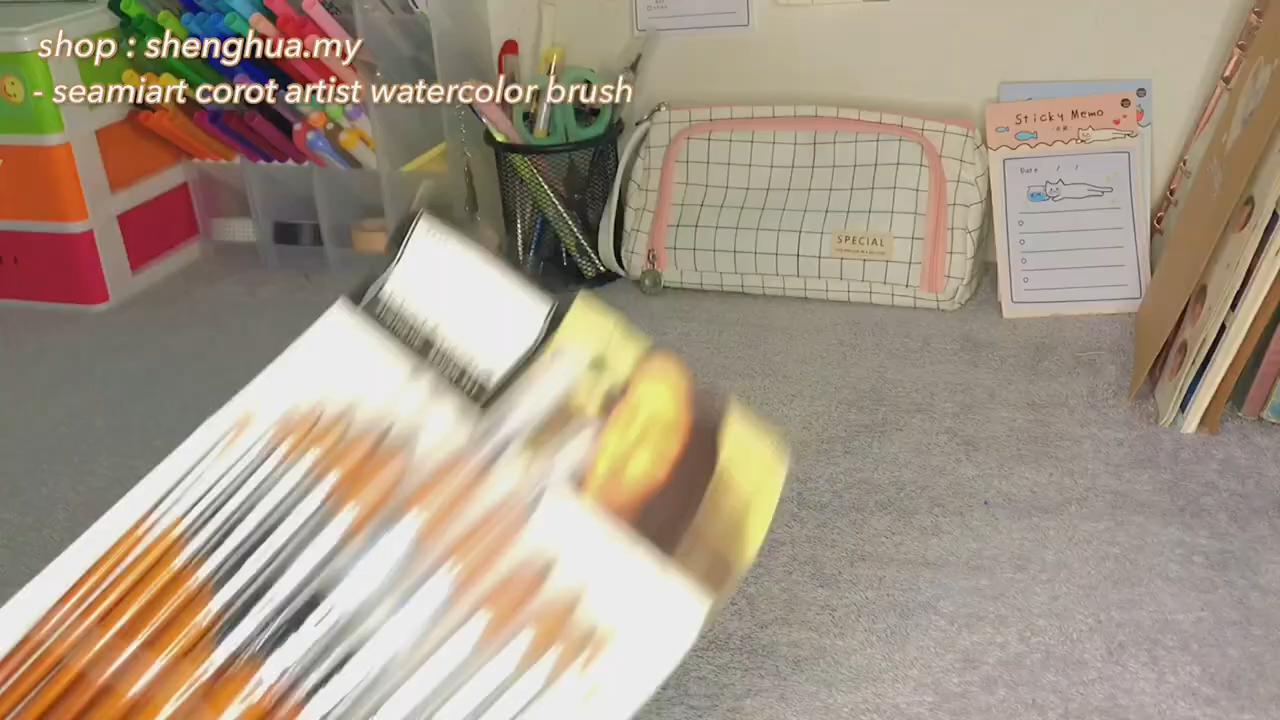 shop : shenghua.my
- seamiart corot artist watercolor brush
Sticky Memo
Date / /
SPECIAL